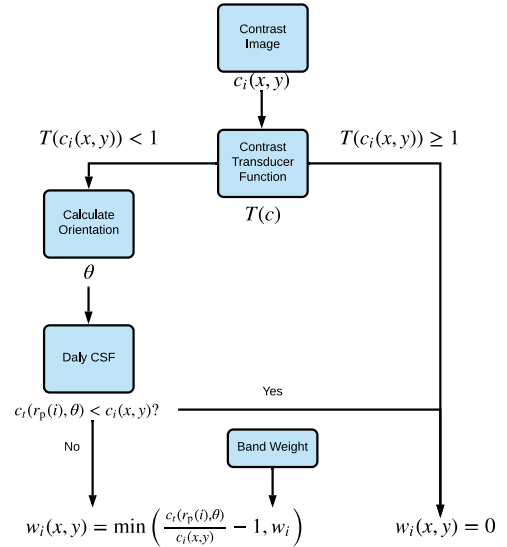 Contrast
Image
c_i(x, y)
T(c_i(x, y)) < 1
T(c_i(x, y)) ≥ 1
Contrast
Transducer
Function
T(c)
Calculate
Orientation
θ
Daly CSF
c_t(r_p(i), θ) < c_i(x, y)?
Yes
No
Band Weight
w_i(x, y) = min ( c_t(r_p(i),θ) / c_i(x,y) − 1, w_i )
w_i(x, y) = 0